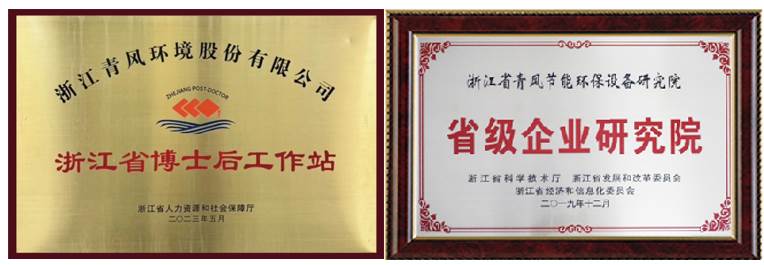 浙江青风环境股份有限公司
ZHEJIANG POST-DOCTOR
浙江省博士后工作站
浙江省人力资源和社会保障厅
二〇二三年五月
浙江省青风节能环保设备研究院
省级企业研究院
浙江省科学技术厅 浙江省发展和改革委员会
浙江省经济和信息化委员会
二〇一九年十二月